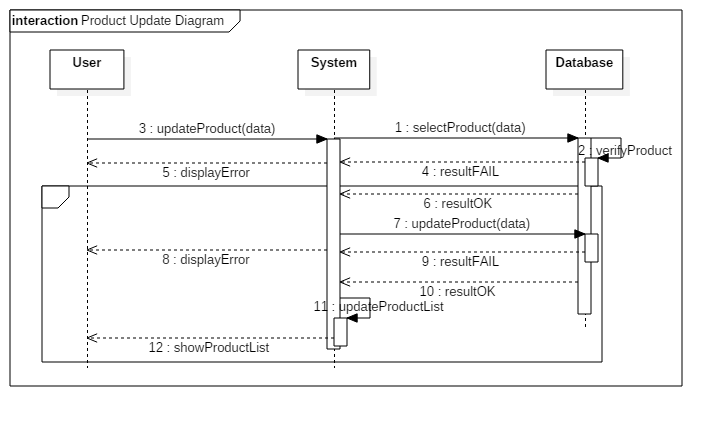 interaction Product Update Diagram
User
System
Database
3 : updateProduct(data)
1 : selectProduct(data)
2 : verifyProduct
5 : displayError
4 : resultFAIL
6 : resultOK
7 : updateProduct(data)
8 : displayError
9 : resultFAIL
10 : resultOK
11 : updateProductList
12 : showProductList